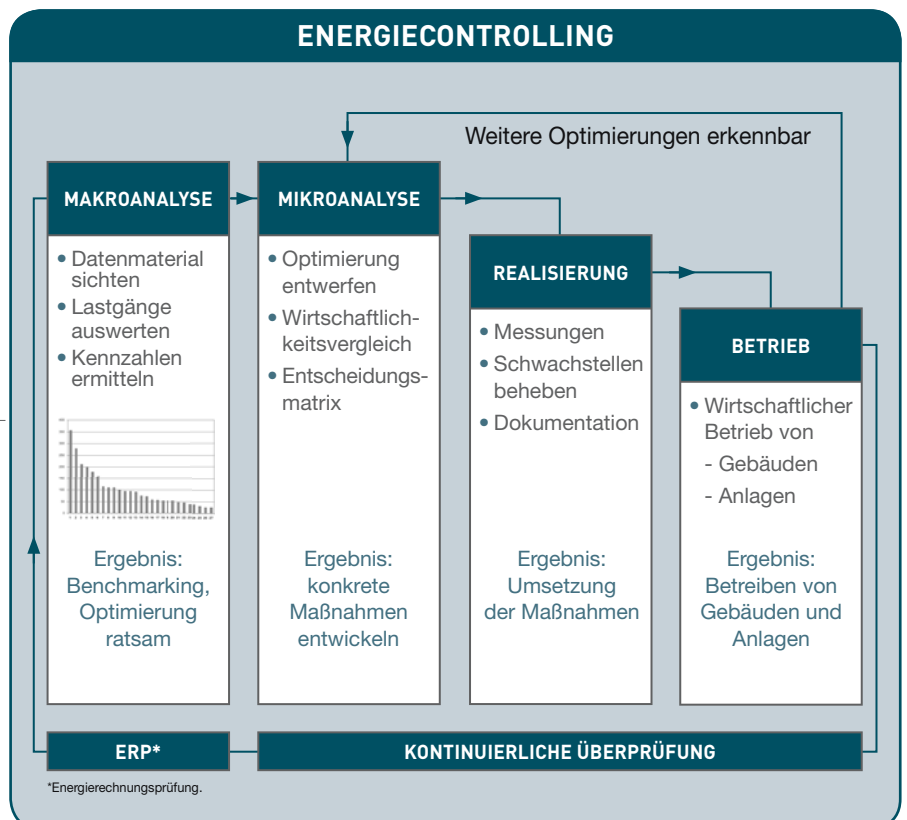 ENERGIECONTROLLING
Weitere Optimierungen erkennbar
MAKROANALYSE
• Datenmaterial
sichten
• Lastgänge
auswerten
• Kennzahlen
ermitteln
Ergebnis:
Benchmarking,
Optimierung
ratsam
MIKROANALYSE
• Optimierung
entwerfen
• Wirtschaftlich-
keitsvergleich
• Entscheidungs-
matrix
Ergebnis:
konkrete
Maßnahmen
entwickeln
REALISIERUNG
• Messungen
• Schwachstellen
beheben
• Dokumentation
Ergebnis:
Umsetzung
der Maßnahmen
BETRIEB
• Wirtschaftlicher
Betrieb von
- Gebäuden
- Anlagen
Ergebnis:
Betreiben von
Gebäuden und
Anlagen
ERP*
KONTINUIERLICHE ÜBERPRÜFUNG
*Energierechnungsprüfung.